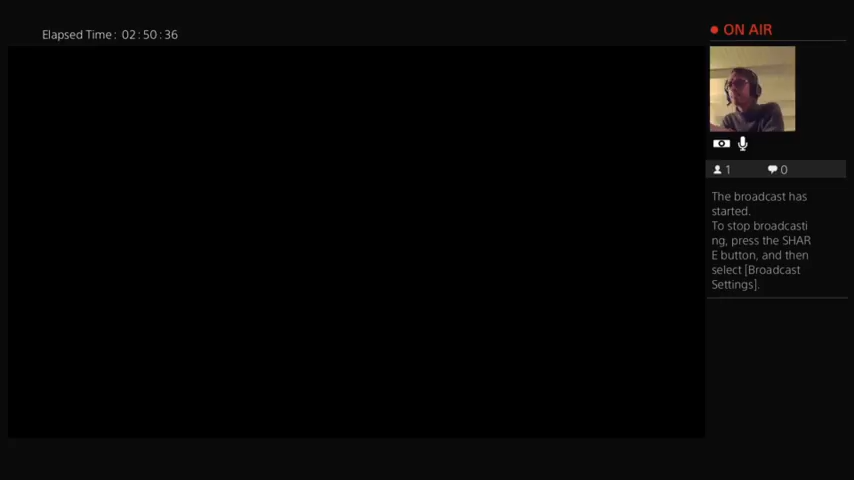 Elapsed Time: 02:50:36
ON AIR
1 0
The broadcast has
started.
To stop broadcasti
ng, press the SHAR
E button, and then
select [Broadcast
Settings].